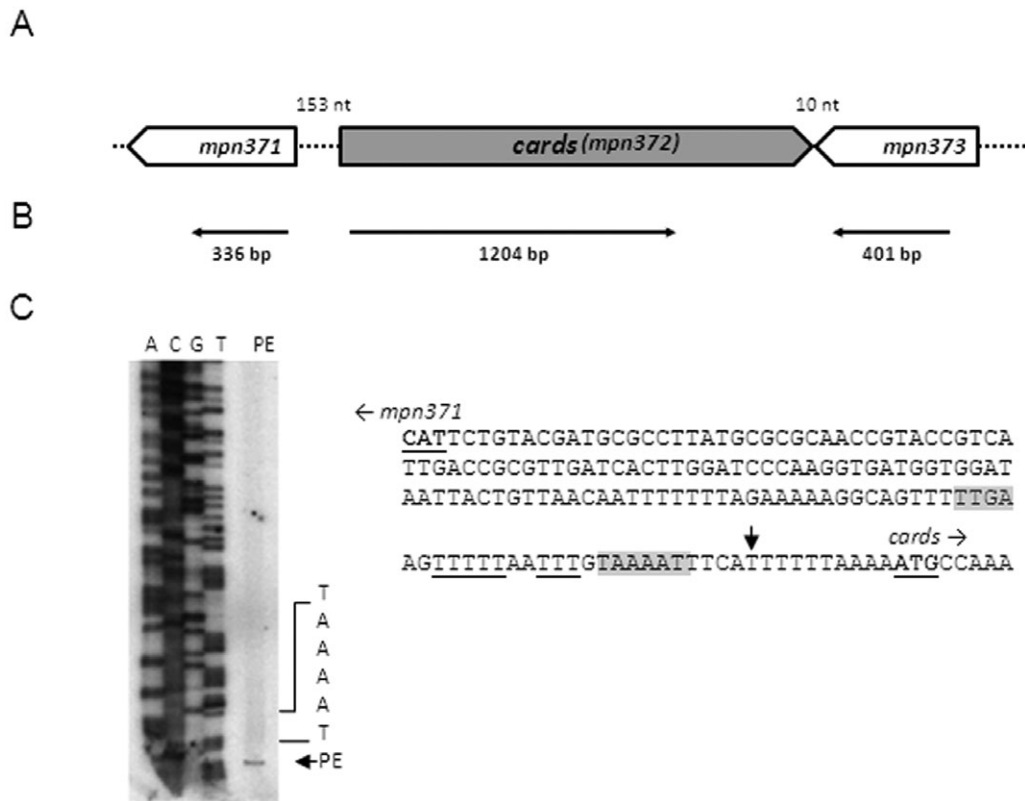 A
153 nt
10 nt
mpn371
cards (mpn372)
mpn373
B
336 bp
1204 bp
401 bp
C
A C G T PE
T
A
A
A
A
T
PE
← mpn371
CATTCTGTACGATGCGCCTTATGCGCGCAACCGTACCGTCA
TTGACCGCGTTGATCACTTGGATCCCAAGGTGATGGTGGAT
AATTACTGTTAACAATTTTTTTAGAAAAAGGCAGTTTTTGA
cards →
AGTTTTTAATTTGTAAAATTTCATTTTTTAAAAATGCCAAA